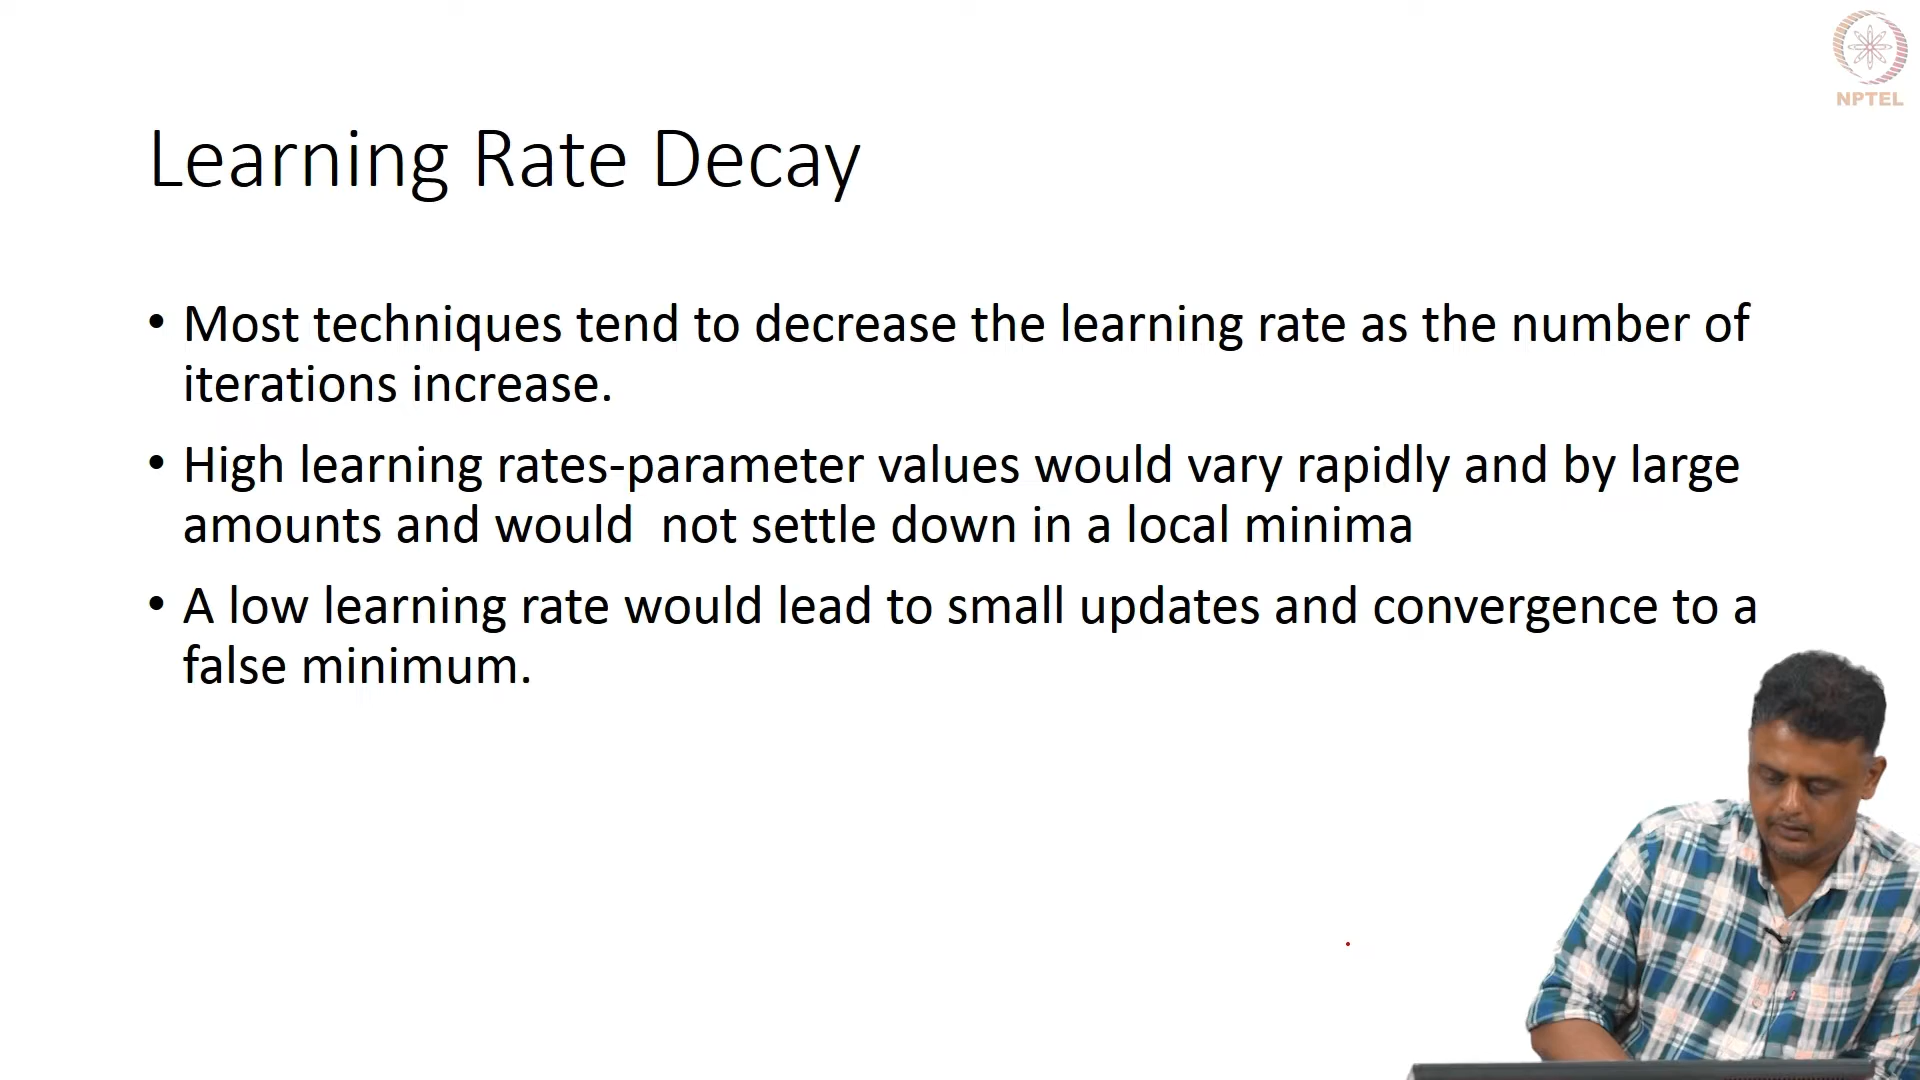 NPTEL
Learning Rate Decay
• Most techniques tend to decrease the learning rate as the number of
iterations increase.
• High learning rates-parameter values would vary rapidly and by large
amounts and would  not settle down in a local minima
• A low learning rate would lead to small updates and convergence to a
false minimum.